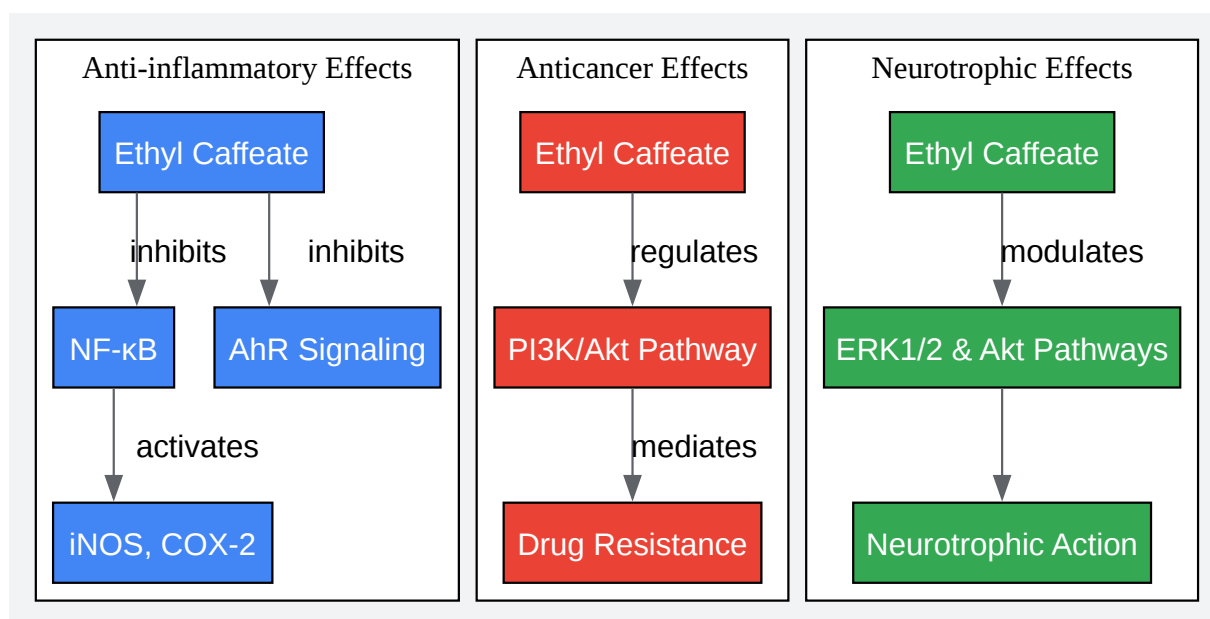 Anti-inflammatory Effects
Ethyl Caffeate
inhibits
inhibits
NF-κB
AhR Signaling
activates
iNOS, COX-2
Anticancer Effects
Ethyl Caffeate
regulates
PI3K/Akt Pathway
mediates
Drug Resistance
Neurotrophic Effects
Ethyl Caffeate
modulates
ERK1/2 & Akt Pathways
Neurotrophic Action